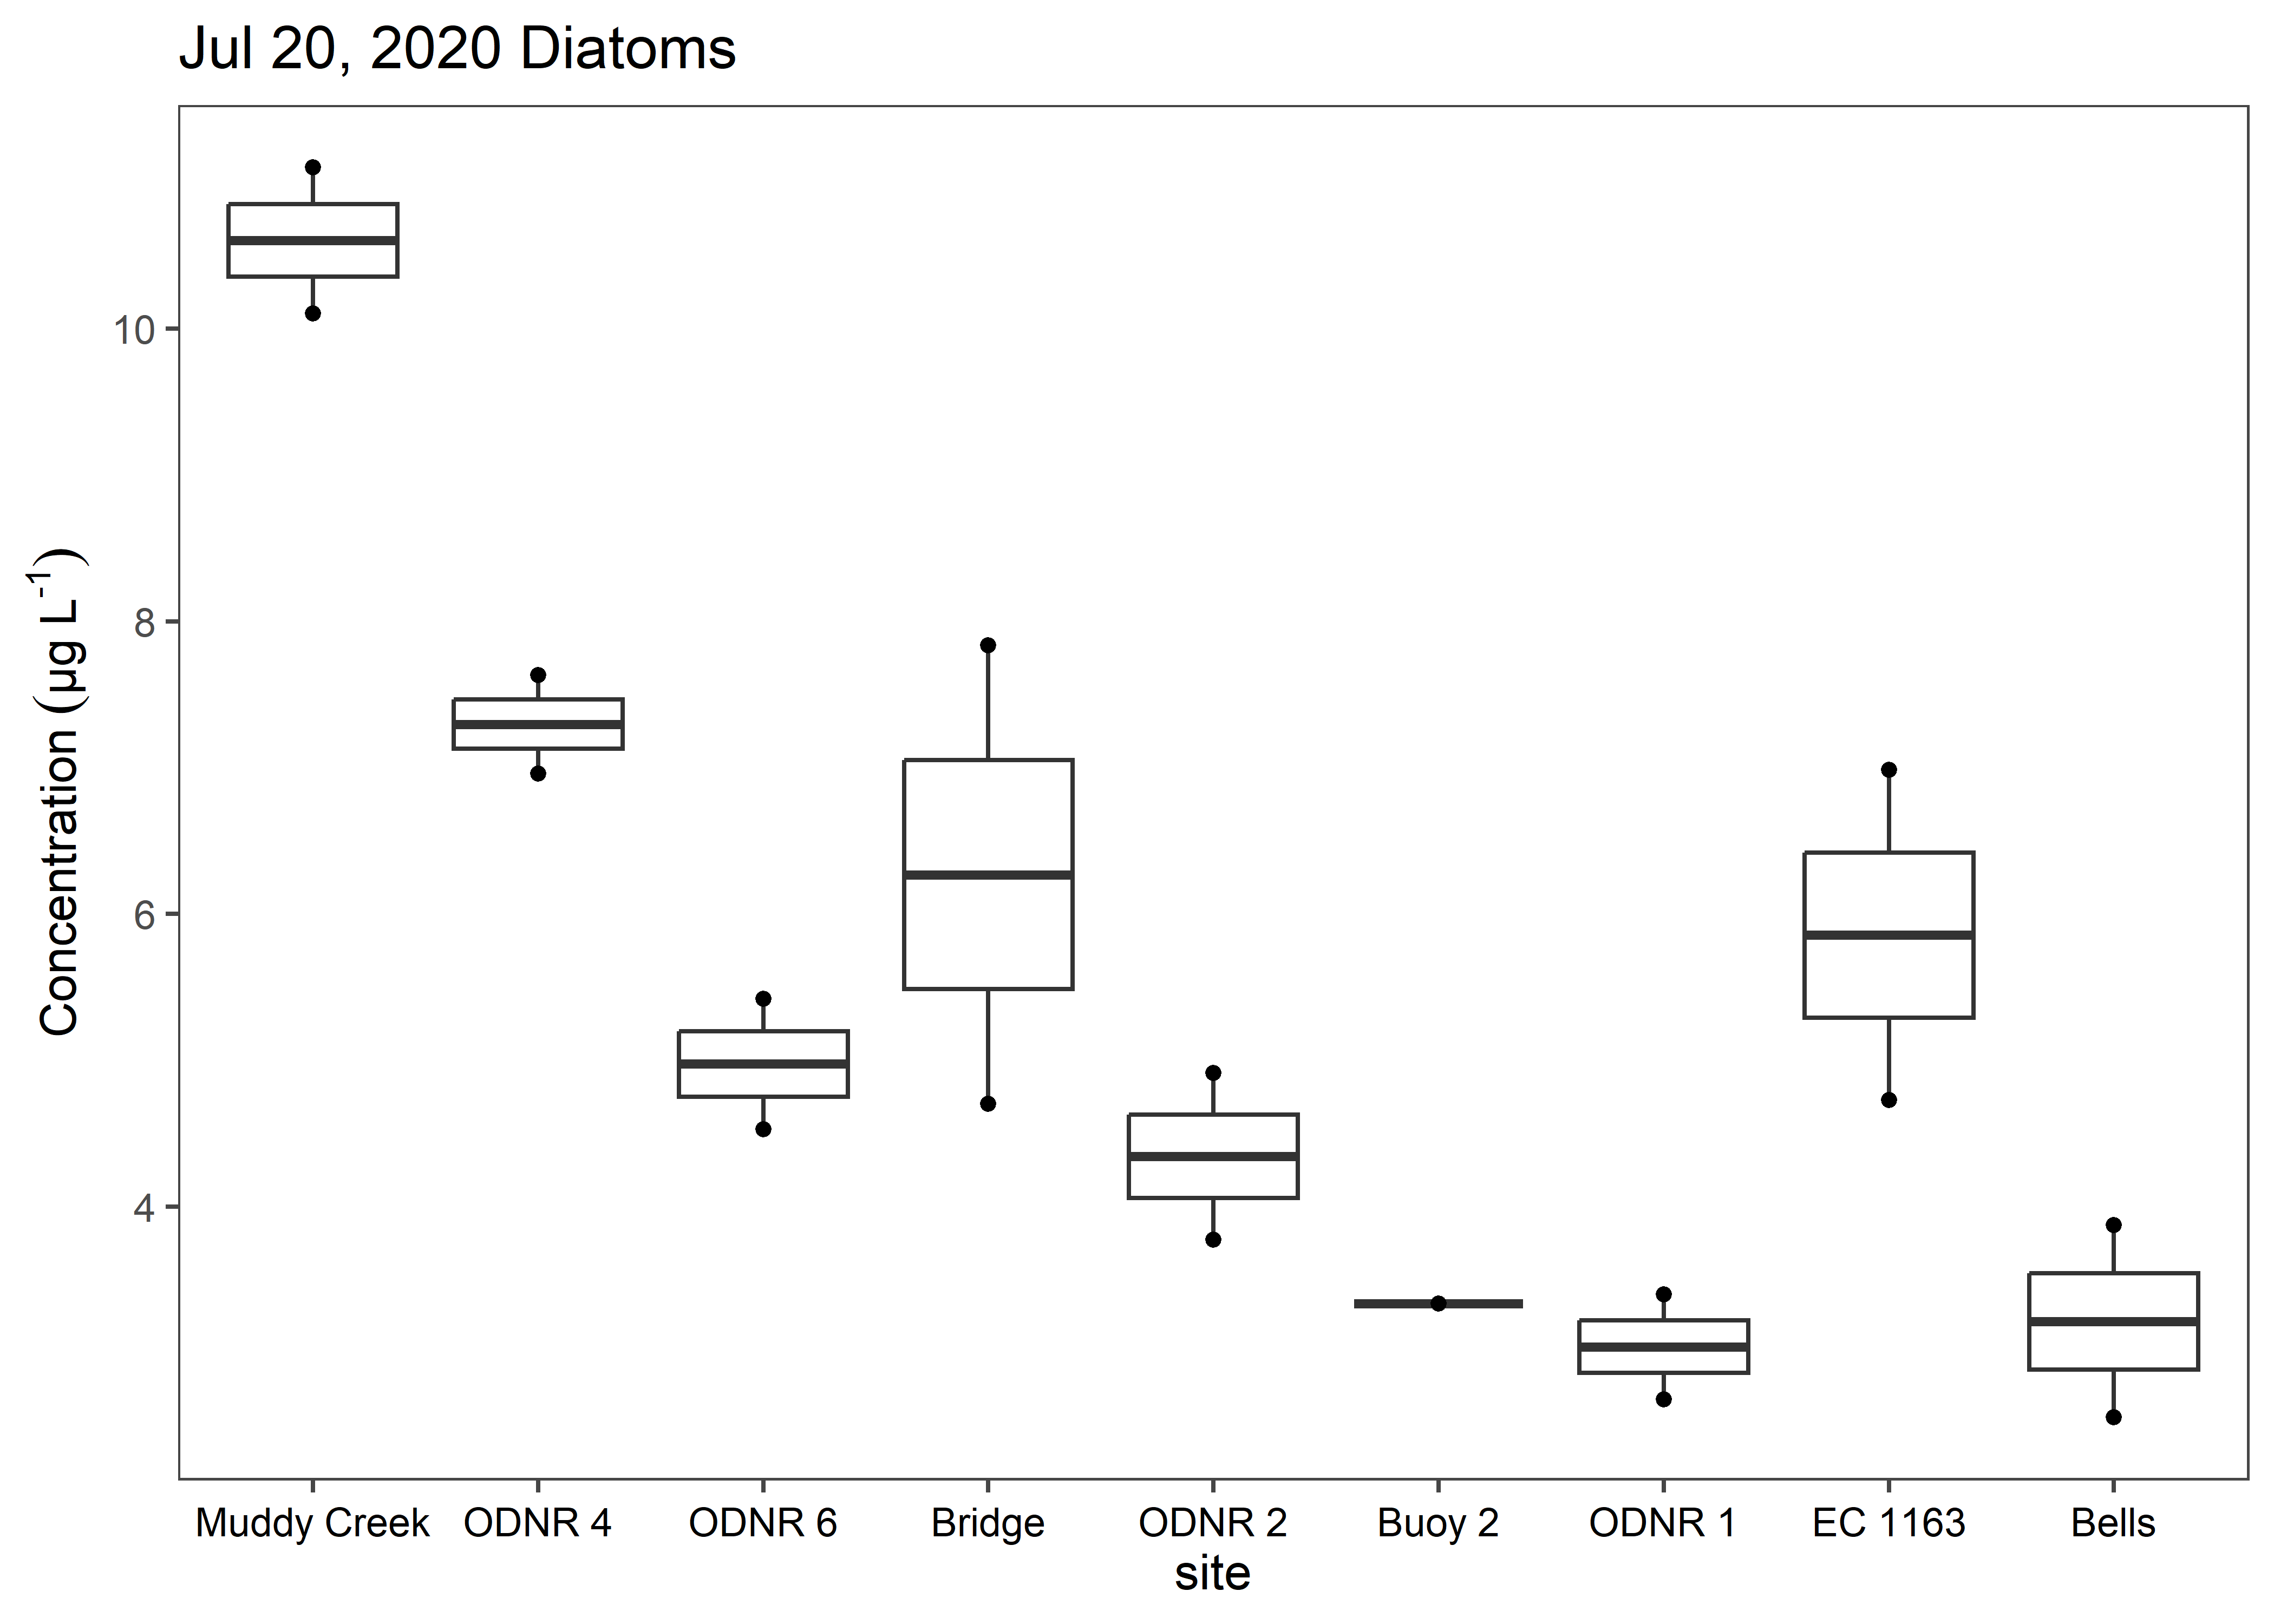 Jul 20, 2020 Diatoms
Concentration (µg L⁻¹)
10
8
6
4
Muddy Creek ODNR 4 ODNR 6 Bridge ODNR 2 Buoy 2 ODNR 1 EC 1163 Bells
site